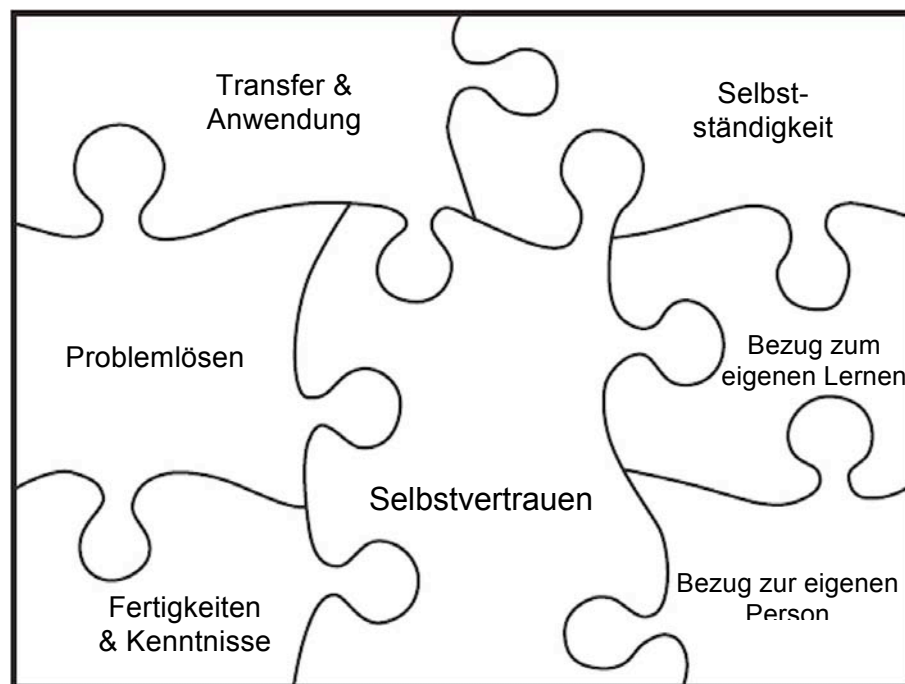 Transfer &
Anwendung
Selbst-
ständigkeit
Problemlösen
Bezug zum
eigenen Lernen
Selbstvertrauen
Fertigkeiten
& Kenntnisse
Bezug zur eigenen
Person